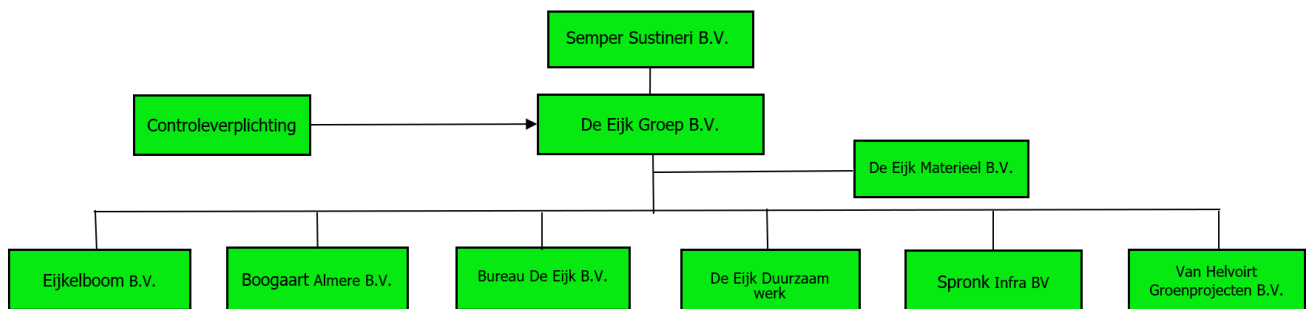 Semper Sustineri B.V.
Controleverplichting
De Eijk Groep B.V.
De Eijk Materieel B.V.
Eijkelboom B.V.
Boogaart Almere B.V.
Bureau De Eijk B.V.
De Eijk Duurzaam
werk
Spronk Infra BV
Van Helvoirt
Groenprojecten B.V.